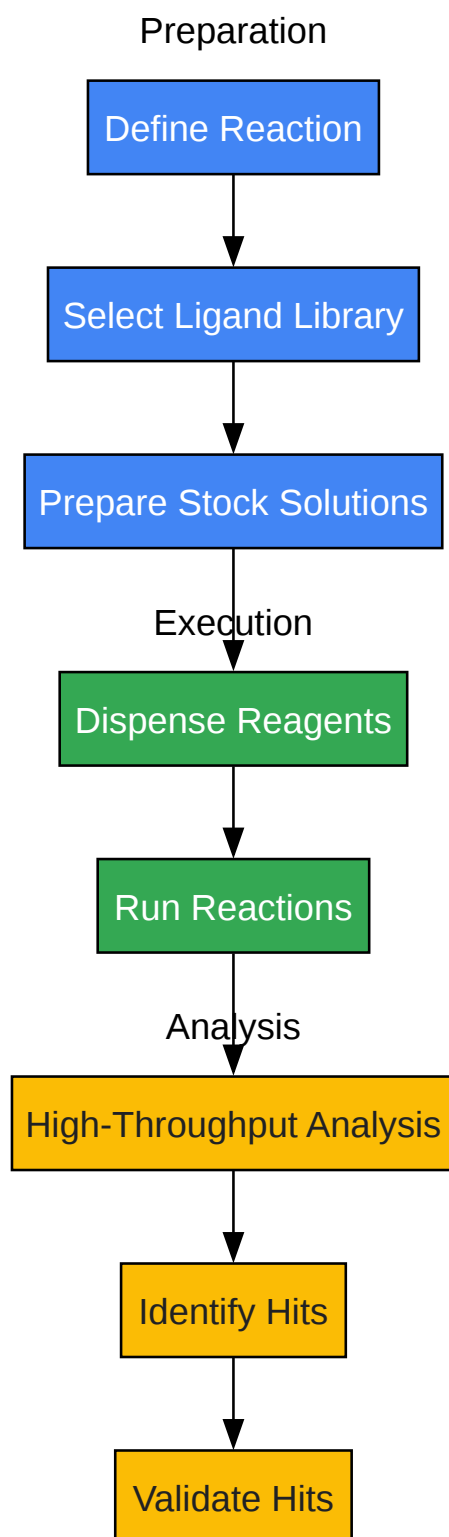 Preparation
Define Reaction
Select Ligand Library
Prepare Stock Solutions
Execution
Dispense Reagents
Run Reactions
Analysis
High-Throughput Analysis
Identify Hits
Validate Hits